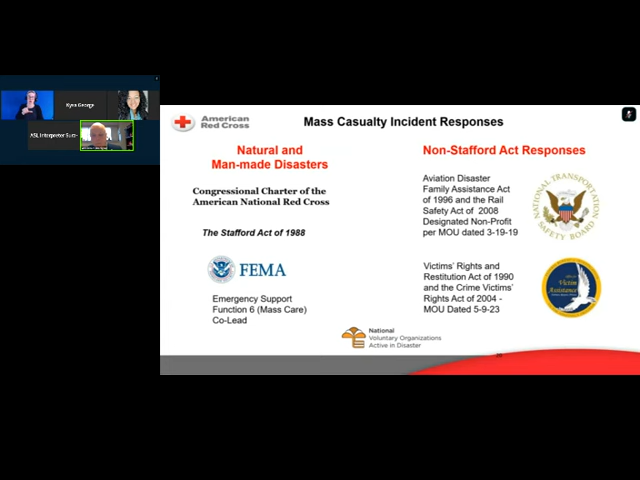 Kyra George
ASL Interpreter Suzi-
American
Red Cross
Mass Casualty Incident Responses
Natural and
Man-made Disasters
Non-Stafford Act Responses
Congressional Charter of the
American National Red Cross
The Stafford Act of 1988
FEMA
Emergency Support
Function 6 (Mass Care)
Co-Lead
Aviation Disaster
Family Assistance Act
of 1996 and the Rail
Safety Act of 2008
Designated Non-Profit
per MOU dated 3-19-19
NATIONAL TRANSPORTATION
SAFETY BOARD
Victims' Rights and
Restitution Act of 1990
and the Crime Victims'
Rights Act of 2004 -
MOU Dated 5-9-23
Victim
Assistance
National
Voluntary Organizations
Active in Disaster